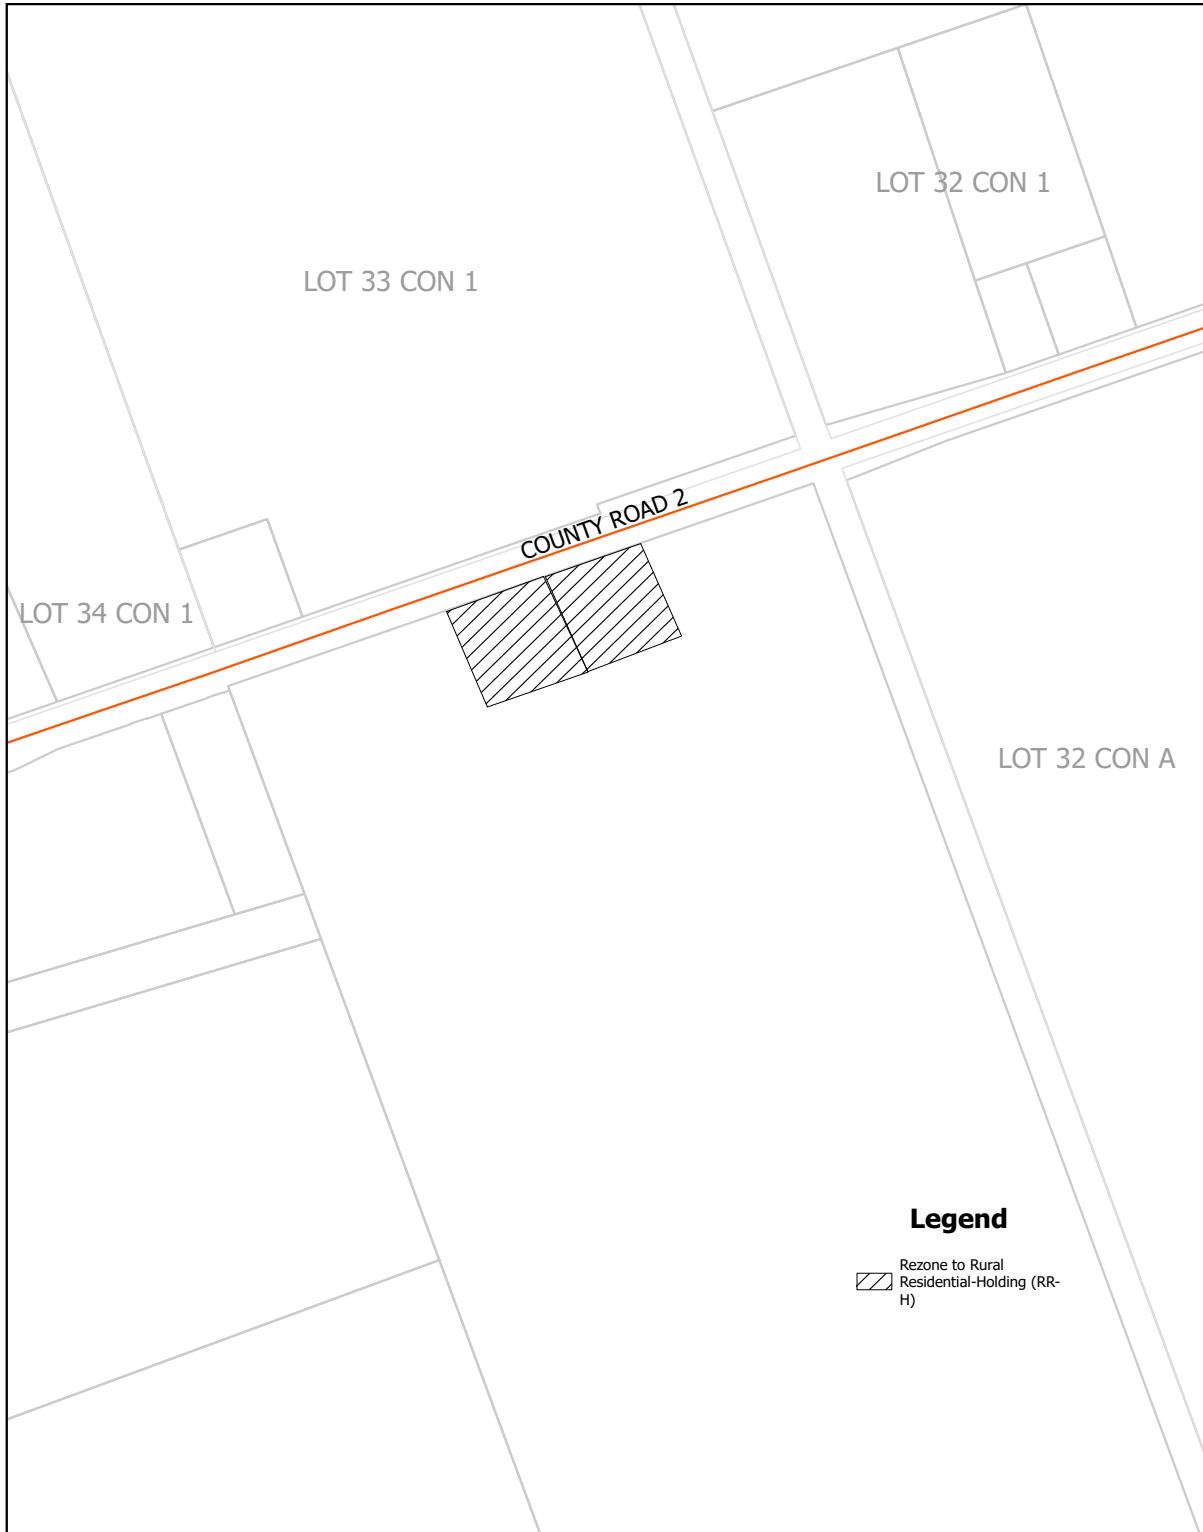 LOT 32 CON 1
LOT 33 CON 1
COUNTY ROAD 2
LOT 34 CON 1
LOT 32 CON A
Legend
Rezone to Rural
Residential-Holding (RR-
H)